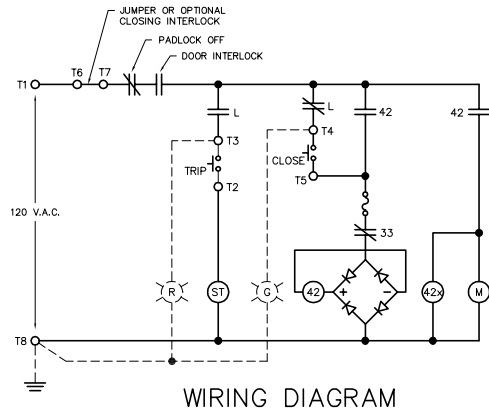 JUMPER OR OPTIONAL
CLOSING INTERLOCK
PADLOCK OFF
DOOR INTERLOCK
T1
T6
T7
L
L
42
42
T3
T4
TRIP
CLOSE
T2
T5
120 V.A.C.
33
R
ST
G
42
+
−
42x
M
T8
WIRING DIAGRAM